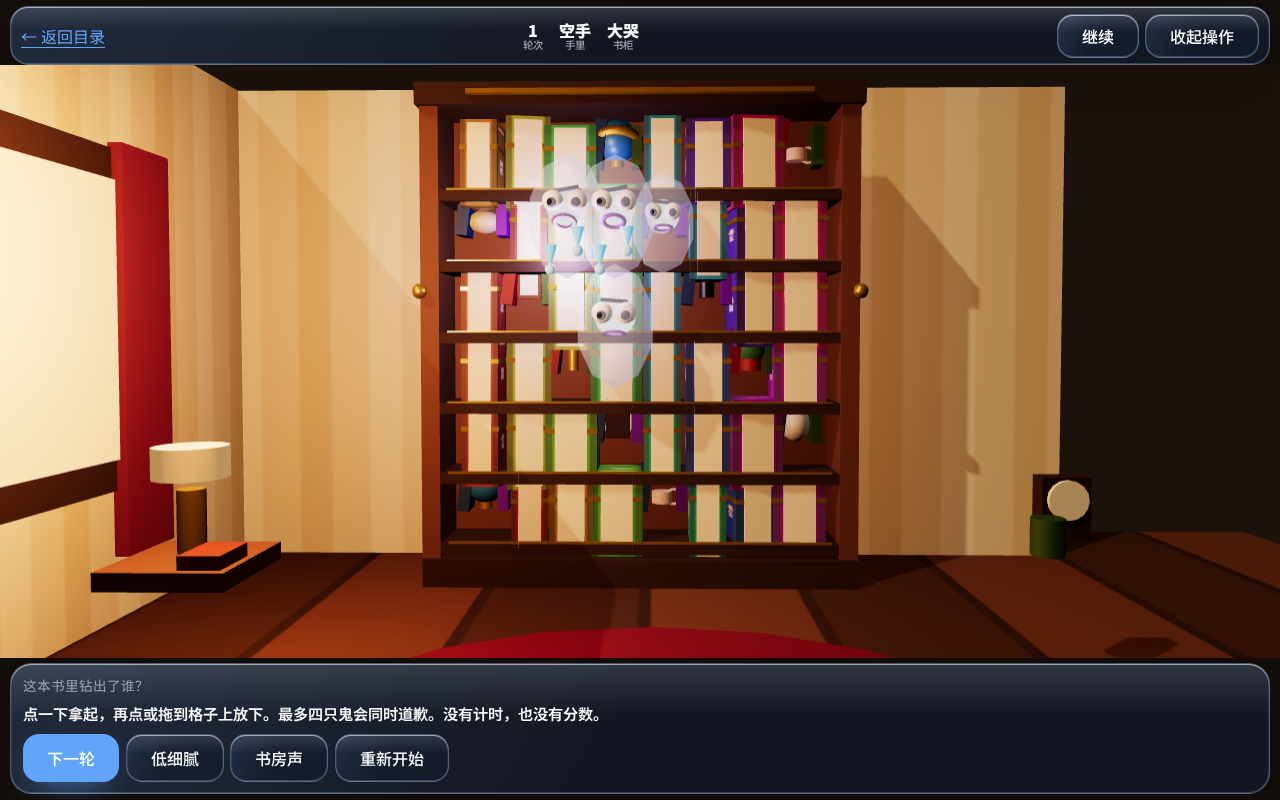 ← 返回目录
1 空手 大哭
轮次 手里 书柜
继续
收起操作
这本书里钻出了谁？
点一下拿起，再点或拖到格子上放下。最多四只鬼会同时道歉。没有计时，也没有分数。
下一轮
低细腻
书房声
重新开始